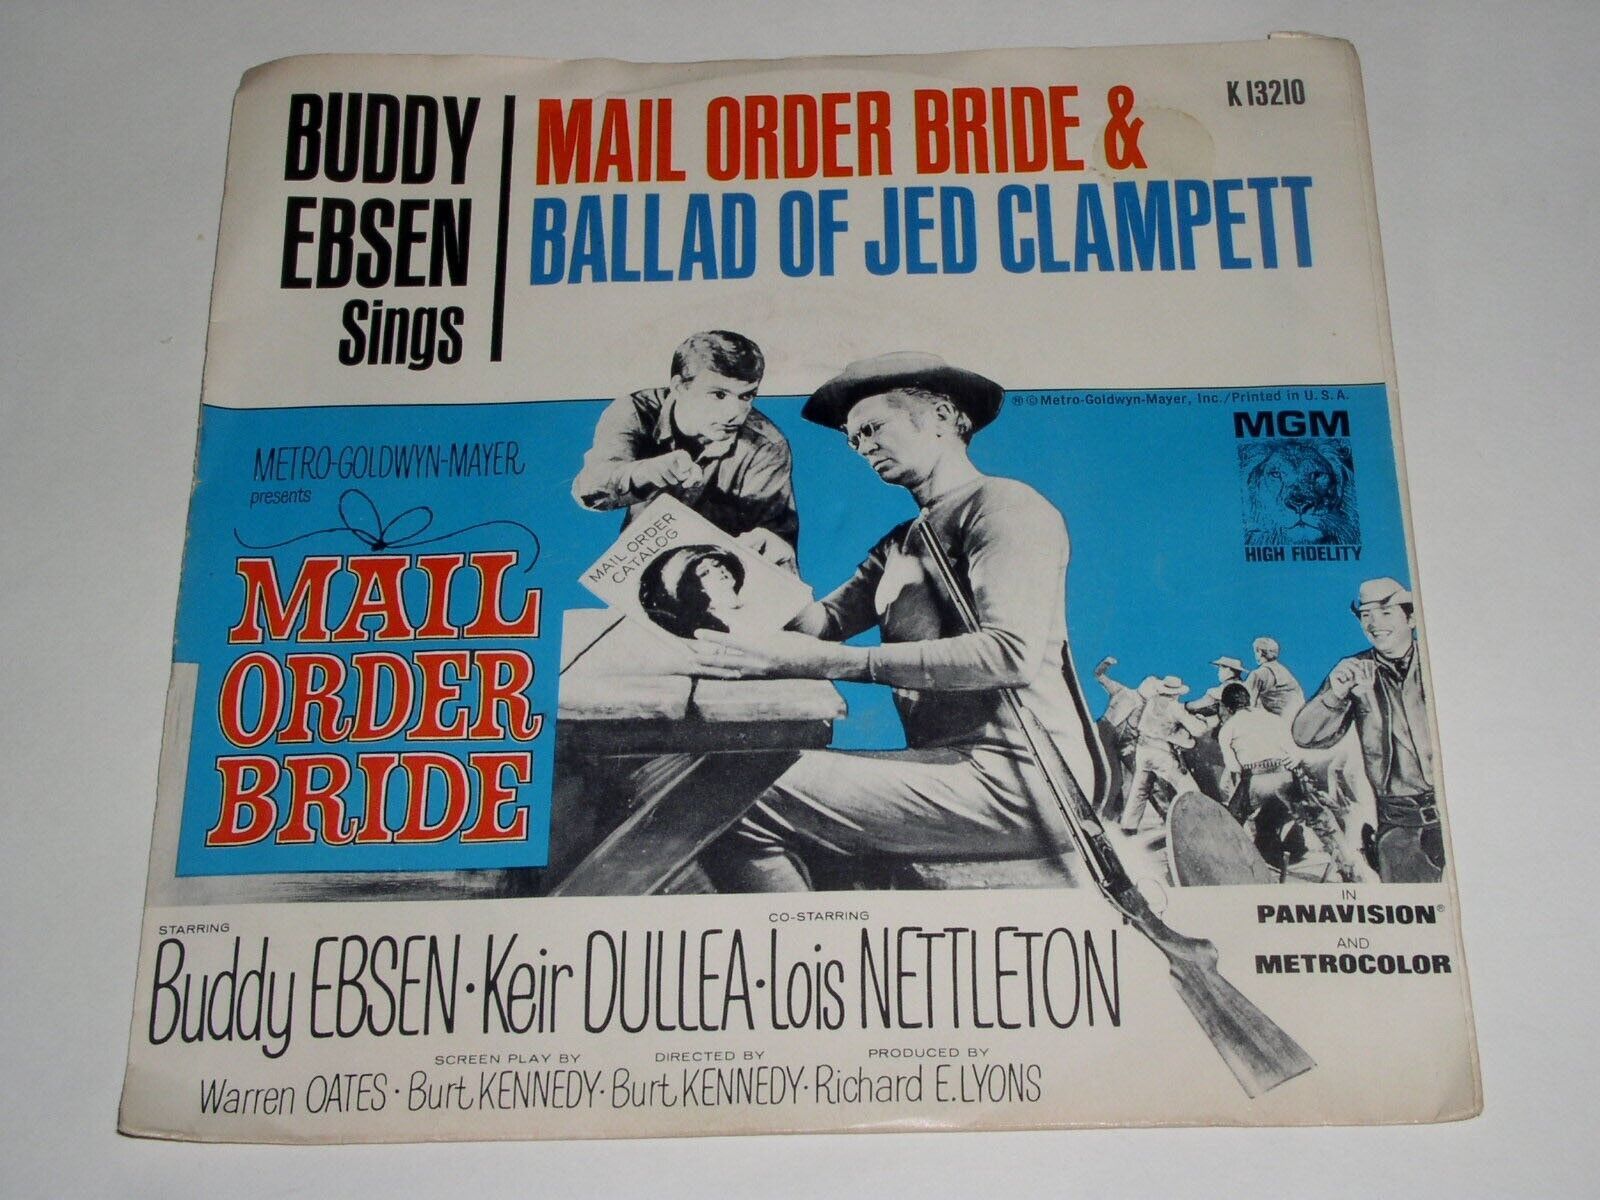 BUDDY
EBSEN
Sings
MAIL ORDER BRIDE &
BALLAD OF JED CLAMPETT
K 13210
Ⓜ © Metro-Goldwyn-Mayer, Inc./Printed in U.S.A.
MGM
HIGH FIDELITY
METRO-GOLDWYN-MAYER
presents
MAIL
ORDER
BRIDE
MAIL ORDER
CATALOG
IN
PANAVISION®
AND
METROCOLOR
STARRING
CO-STARRING
Buddy EBSEN · Keir DULLEA · Lois NETTLETON
SCREEN PLAY BY DIRECTED BY PRODUCED BY
Warren OATES · Burt KENNEDY · Burt KENNEDY · Richard E. LYONS